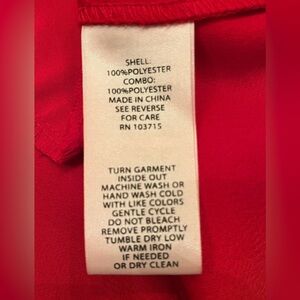 SHELL:
100%POLYESTER
COMBO:
100%POLYESTER
MADE IN CHINA
SEE REVERSE
FOR CARE
RN 103715
TURN GARMENT
INSIDE OUT
MACHINE WASH OR
HAND WASH COLD
WITH LIKE COLORS
GENTLE CYCLE
DO NOT BLEACH
REMOVE PROMPTLY
TUMBLE DRY LOW
WARM IRON
IF NEEDED
OR DRY CLEAN